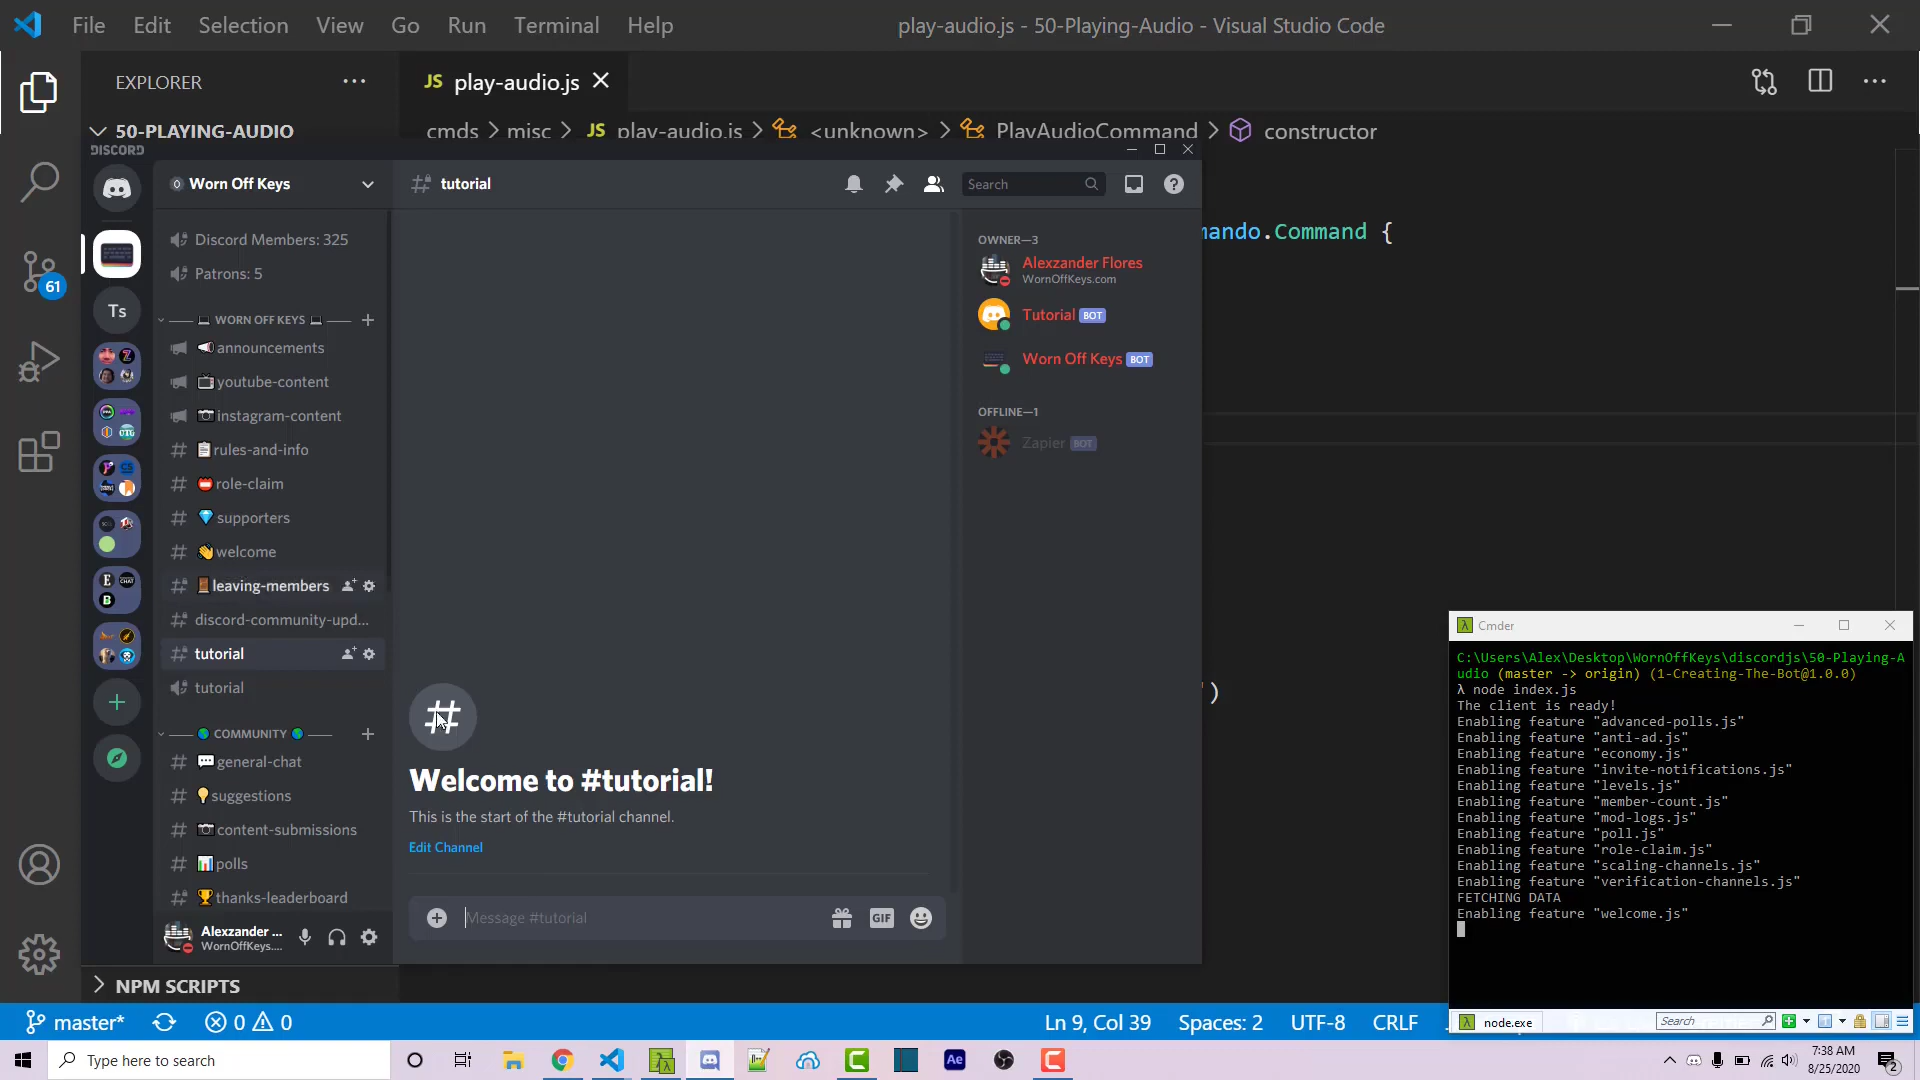 File Edit Selection View Go Run Terminal Help
play-audio.js - 50-Playing-Audio - Visual Studio Code
EXPLORER
JS play-audio.js
50-PLAYING-AUDIO
cmds > misc > JS play-audio.js > <unknown> > PlayAudioCommand > constructor
DISCORD
Worn Off Keys
tutorial
Search
Discord Members: 325
Patrons: 5
WORN OFF KEYS
announcements
youtube-content
instagram-content
rules-and-info
role-claim
supporters
welcome
leaving-members
discord-community-upd...
tutorial
tutorial
COMMUNITY
general-chat
suggestions
content-submissions
polls
thanks-leaderboard
Alexzander ...
WornOffKeys....
Ts
Welcome to #tutorial!
This is the start of the #tutorial channel.
Edit Channel
Message #tutorial
GIF
OWNER—3
Alexzander Flores
WornOffKeys.com
Tutorial BOT
Worn Off Keys BOT
OFFLINE—1
Zapier BOT
mando.Command {
')
Cmder
C:\Users\Alex\Desktop\WornOffKeys\discordjs\50-Playing-A
udio (master -> origin) (1-Creating-The-Bot@1.0.0)
λ node index.js
The client is ready!
Enabling feature "advanced-polls.js"
Enabling feature "anti-ad.js"
Enabling feature "economy.js"
Enabling feature "invite-notifications.js"
Enabling feature "levels.js"
Enabling feature "member-count.js"
Enabling feature "mod-logs.js"
Enabling feature "poll.js"
Enabling feature "role-claim.js"
Enabling feature "scaling-channels.js"
Enabling feature "verification-channels.js"
FETCHING DATA
Enabling feature "welcome.js"
node.exe
Search
61
NPM SCRIPTS
master* 0 0
Ln 9, Col 39 Spaces: 2 UTF-8 CRLF
Type here to search
Ae
7:38 AM
8/25/2020
2